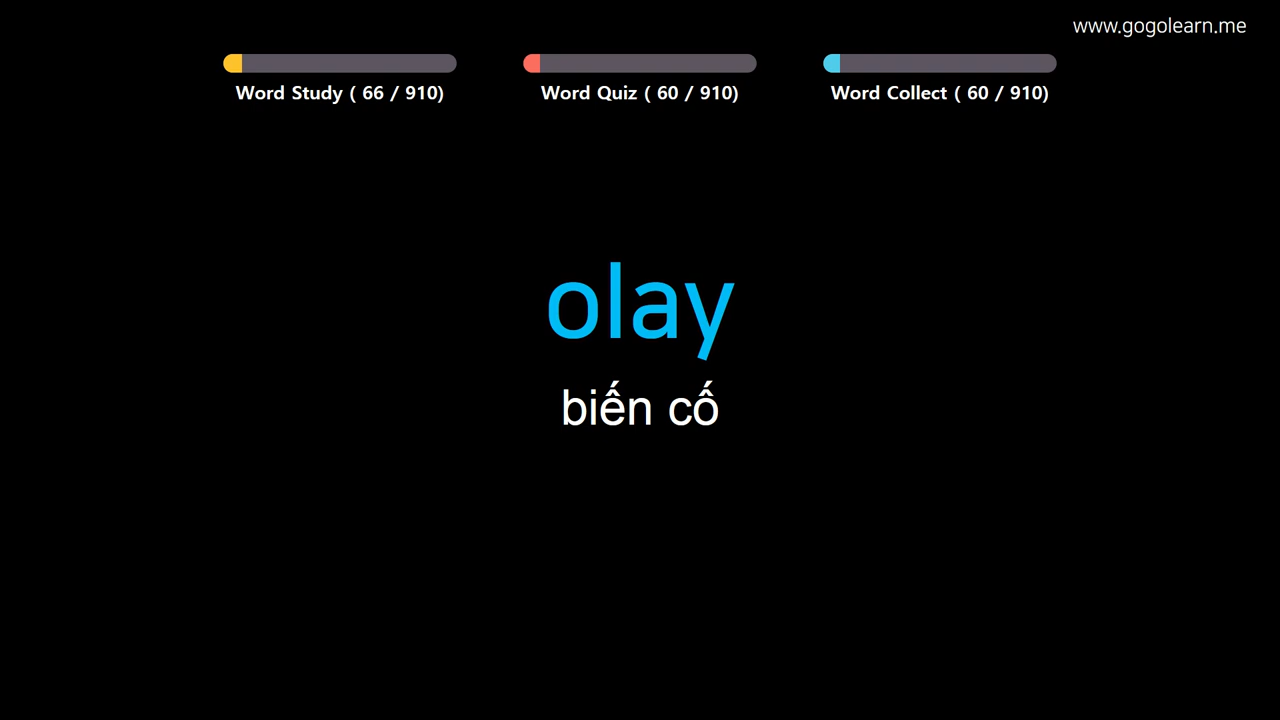 www.gogolearn.me
Word Study ( 66 / 910)
Word Quiz ( 60 / 910)
Word Collect ( 60 / 910)
olay
biến cố